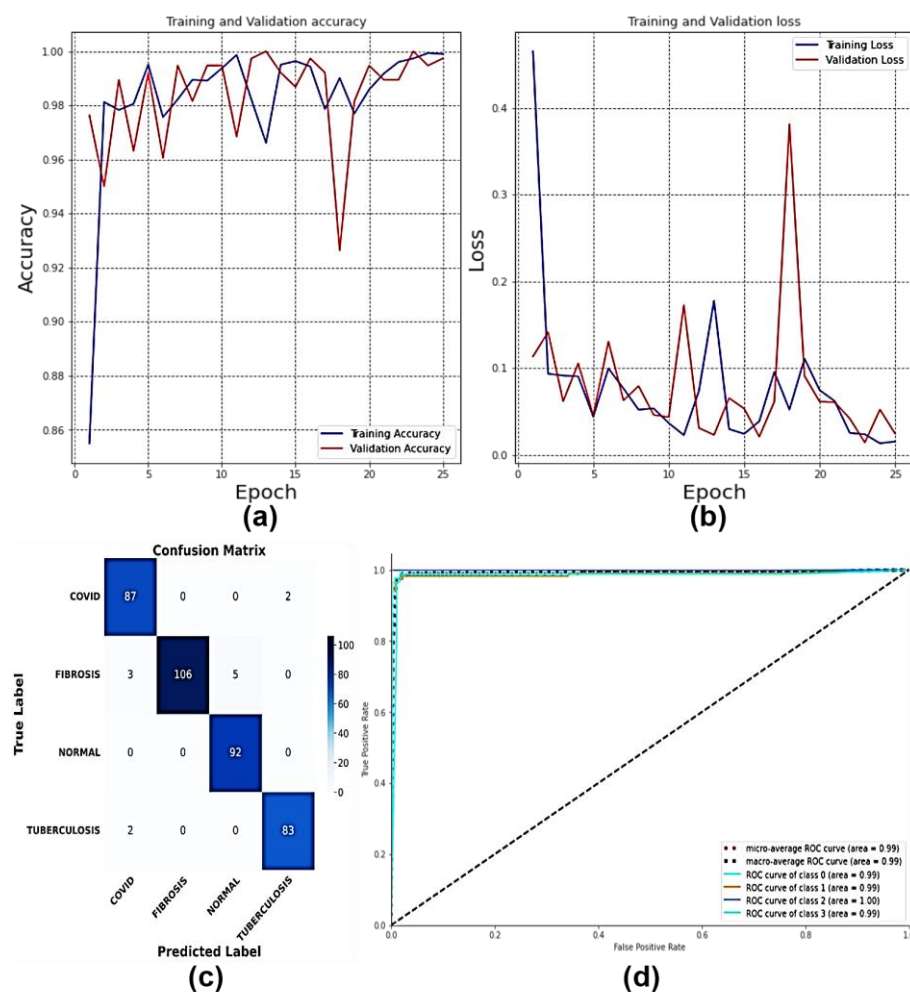 Training and Validation accuracy
1.00
0.98
0.96
0.94
0.92
0.90
0.88
0.86
Accuracy
Training Accuracy
Validation Accuracy
0 5 10 15 20 25
Epoch
(a)
Training and Validation loss
Training Loss
Validation Loss
0.4
0.3
0.2
0.1
0.0
Loss
0 5 10 15 20 25
Epoch
(b)
Confusion Matrix
True Label
COVID 87 0 0 2
FIBROSIS 3 106 5 0
NORMAL 0 0 92 0
TUBERCULOSIS 2 0 0 83
100
80
60
40
20
0
COVID FIBROSIS NORMAL TUBERCULOSIS
Predicted Label
(c)
1.0
0.8
0.6
0.4
0.2
0.0
True Positive Rate
micro-average ROC curve (area = 0.99)
macro-average ROC curve (area = 0.99)
ROC curve of class 0 (area = 0.99)
ROC curve of class 1 (area = 0.99)
ROC curve of class 2 (area = 1.00)
ROC curve of class 3 (area = 0.99)
0.0 0.2 0.4 0.6 0.8 1.0
False Positive Rate
(d)